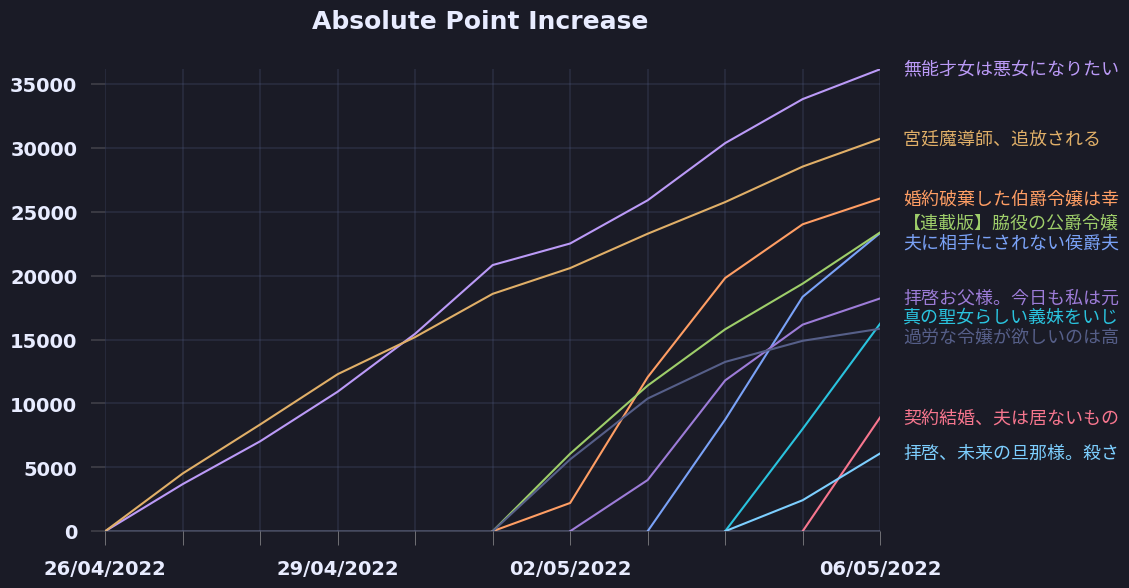 Absolute Point Increase
35000
30000
25000
20000
15000
10000
5000
0
26/04/2022
29/04/2022
02/05/2022
06/05/2022
無能才女は悪女になりたい
宮廷魔導師、追放される
婚約破棄した伯爵令嬢は幸
【連載版】脇役の公爵令嬢
夫に相手にされない侯爵夫
拝啓お父様。今日も私は元
真の聖女らしい義妹をいじ
過労な令嬢が欲しいのは高
契約結婚、夫は居ないもの
拝啓、未来の旦那様。殺さ